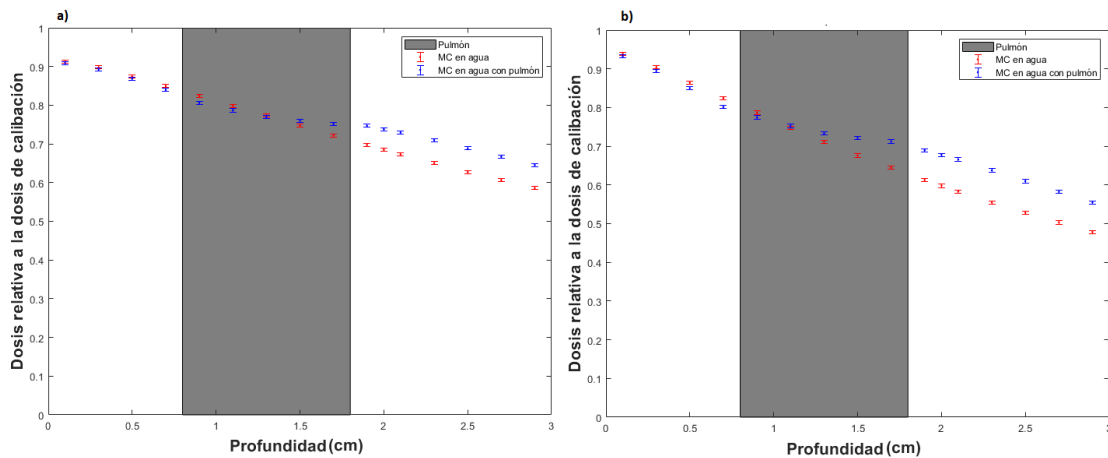 a)
Dosis relativa a la dosis de calibación
1
0.9
0.8
0.7
0.6
0.5
0.4
0.3
0.2
0.1
0
Pulmón
MC en agua
MC en agua con pulmón
0 0.5 1 1.5 2 2.5 3
Profundidad (cm)
b)
Dosis relativa a la dosis de calibación
1
0.9
0.8
0.7
0.6
0.5
0.4
0.3
0.2
0.1
0
Pulmón
MC en agua
MC en agua con pulmón
0 0.5 1 1.5 2 2.5 3
Profundidad (cm)